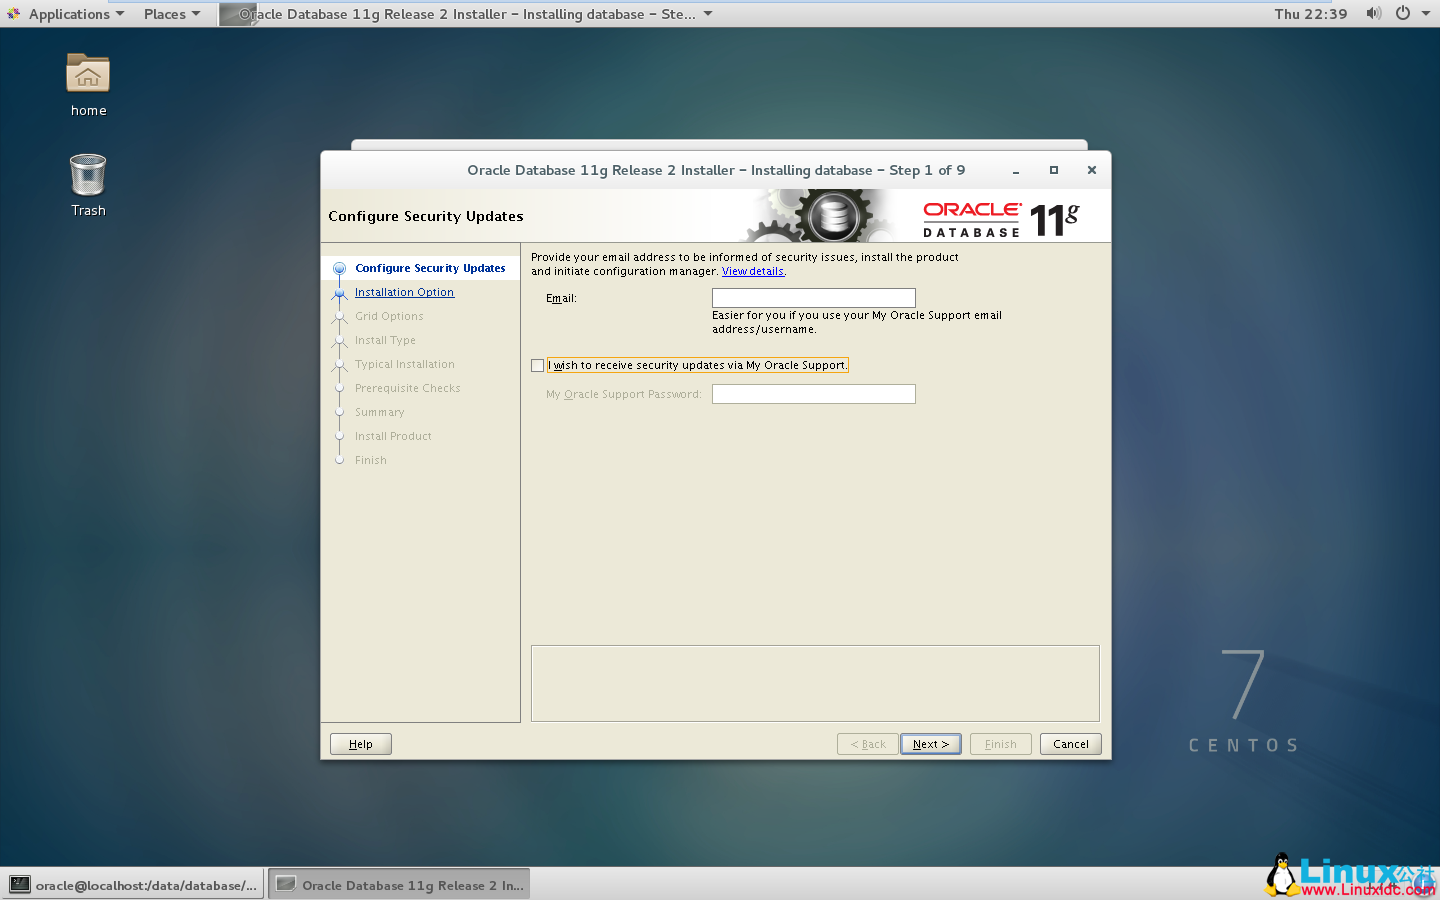 Applications
Places
Oracle Database 11g Release 2 Installer – Installing database – Ste...
Thu 22:39
home
Trash
Oracle Database 11g Release 2 Installer – Installing database – Step 1 of 9
Configure Security Updates
ORACLE
DATABASE
11g
Configure Security Updates
Installation Option
Grid Options
Install Type
Typical Installation
Prerequisite Checks
Summary
Install Product
Finish
Provide your email address to be informed of security issues, install the product
and initiate configuration manager. View details.
Email:
Easier for you if you use your My Oracle Support email
address/username.
I wish to receive security updates via My Oracle Support.
My Oracle Support Password:
Help
< Back
Next >
Finish
Cancel
7
CENTOS
oracle@localhost:/data/database/...
Oracle Database 11g Release 2 In...
Linux公社
www.Linuxidc.com